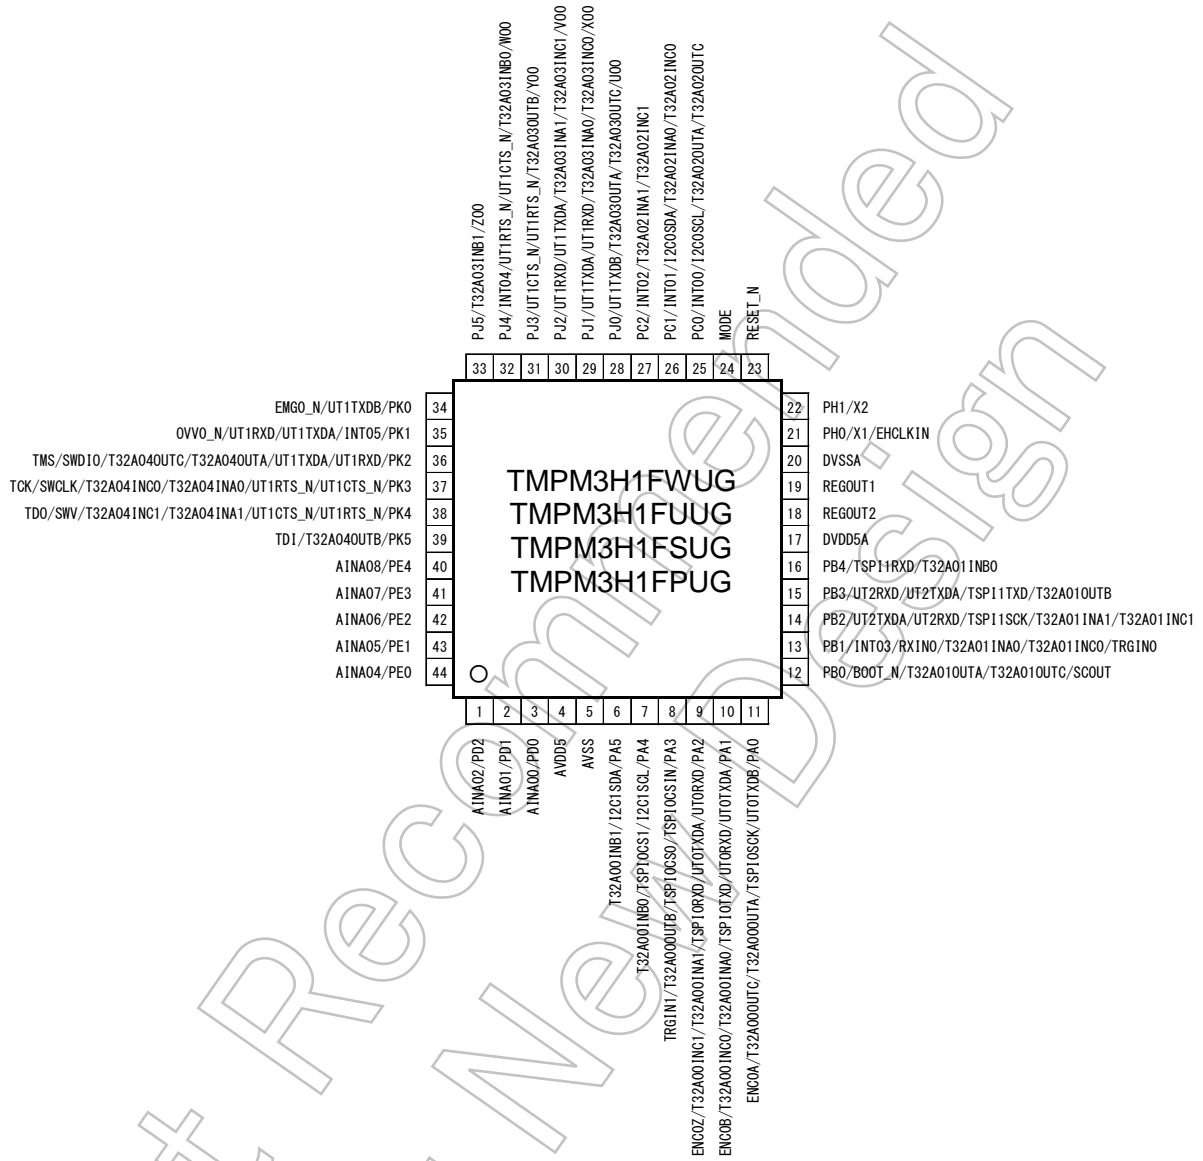 PJ5/T32A03INB1/ZO0
PJ4/INT04/UT1RTS_N/UT1CTS_N/T32A03INB0/WO0
PJ3/UT1CTS_N/UT1RTS_N/T32A03OUTB/YO0
PJ2/UT1RXD/UT1TXDA/T32A03INA1/T32A03INC1/VO0
PJ1/UT1TXDA/UT1RXD/T32A03INA0/T32A03INC0/XO0
PJ0/UT1TXDB/T32A03OUTA/T32A03OUTC/UO0
PC2/INT02/T32A02INA1/T32A02INC1
PC1/INT01/I2C0SDA/T32A02INA0/T32A02INC0
PC0/INT00/I2C0SCL/T32A02OUTA/T32A02OUTC
MODE
RESET_N
33 32 31 30 29 28 27 26 25 24 23
EMG0_N/UT1TXDB/PK0 34
OVV0_N/UT1RXD/UT1TXDA/INT05/PK1 35
TMS/SWDIO/T32A04OUTC/T32A04OUTA/UT1TXDA/UT1RXD/PK2 36
TCK/SWCLK/T32A04INC0/T32A04INA0/UT1RTS_N/UT1CTS_N/PK3 37
TDO/SWV/T32A04INC1/T32A04INA1/UT1CTS_N/UT1RTS_N/PK4 38
TDI/T32A04OUTB/PK5 39
AINA08/PE4 40
AINA07/PE3 41
AINA06/PE2 42
AINA05/PE1 43
AINA04/PE0 44
TMPM3H1FWUG
TMPM3H1FUUG
TMPM3H1FSUG
TMPM3H1FPUG
22 PH1/X2
21 PH0/X1/EHCLKIN
20 DVSSA
19 REGOUT1
18 REGOUT2
17 DVDD5A
16 PB4/TSPI1RXD/T32A01INB0
15 PB3/UT2RXD/UT2TXDA/TSPI1TXD/T32A01OUTB
14 PB2/UT2TXDA/UT2RXD/TSPI1SCK/T32A01INA1/T32A01INC1
13 PB1/INT03/RXIN0/T32A01INA0/T32A01INC0/TRGIN0
12 PB0/BOOT_N/T32A01OUTA/T32A01OUTC/SCOUT
1 2 3 4 5 6 7 8 9 10 11
AINA02/PD2
AINA01/PD1
AINA00/PD0
AVDD5
AVSS
T32A00INB1/I2C1SDA/PA5
T32A00INB0/TSPI0CS1/I2C1SCL/PA4
TRGIN1/T32A00OUTB/TSPI0CS0/TSPI0CSIN/PA3
ENC0Z/T32A00INC1/T32A00INA1/TSPI0RXD/UT0TXDA/UT0RXD/PA2
ENC0B/T32A00INC0/T32A00INA0/TSPI0TXD/UT0RXD/UT0TXDA/PA1
ENC0A/T32A00OUTC/T32A00OUTA/TSPI0SCK/UT0TXDB/PA0
Recommended
New Design